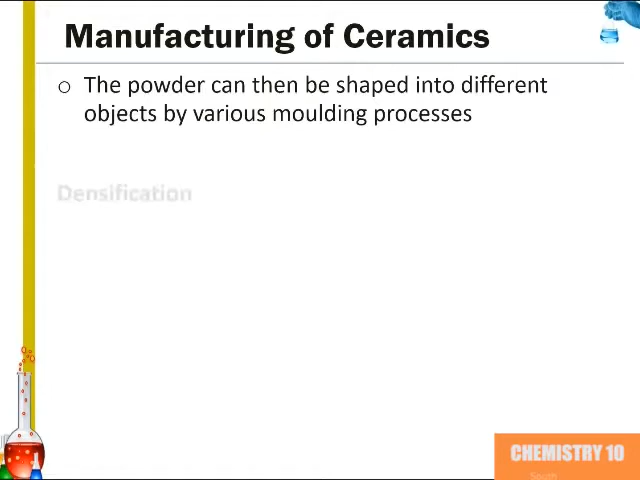 Manufacturing of Ceramics
o The powder can then be shaped into different
objects by various moulding processes
Densification
CHEMISTRY 10